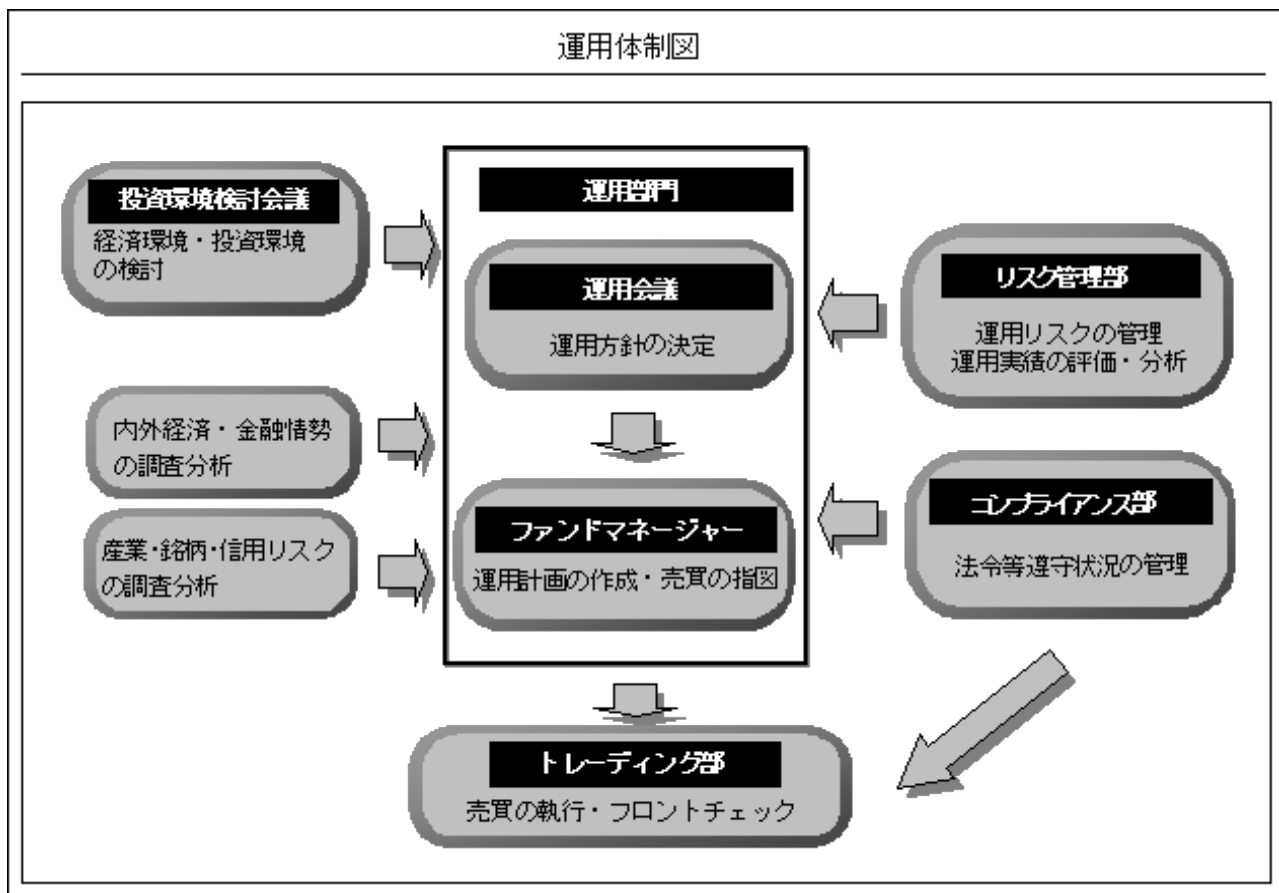 運用体制図
投資環境検討会議
経済環境・投資環境
の検討
運用部門
運用会議
運用方針の決定
リスク管理部
運用リスクの管理
運用実績の評価・分析
内外経済・金融情勢
の調査分析
産業・銘柄・信用リスク
の調査分析
ファンドマネージャー
運用計画の作成・売買の指図
コンプライアンス部
法令等遵守状況の管理
トレーディング部
売買の執行・フロントチェック